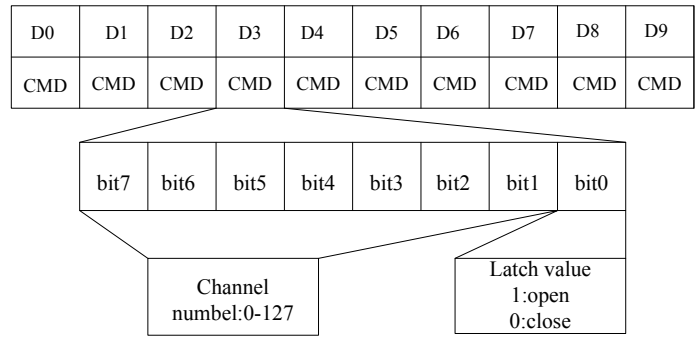 D0 D1 D2 D3 D4 D5 D6 D7 D8 D9
CMD CMD CMD CMD CMD CMD CMD CMD CMD CMD
bit7 bit6 bit5 bit4 bit3 bit2 bit1 bit0
Channel
numbel:0-127
Latch value
1:open
0:close